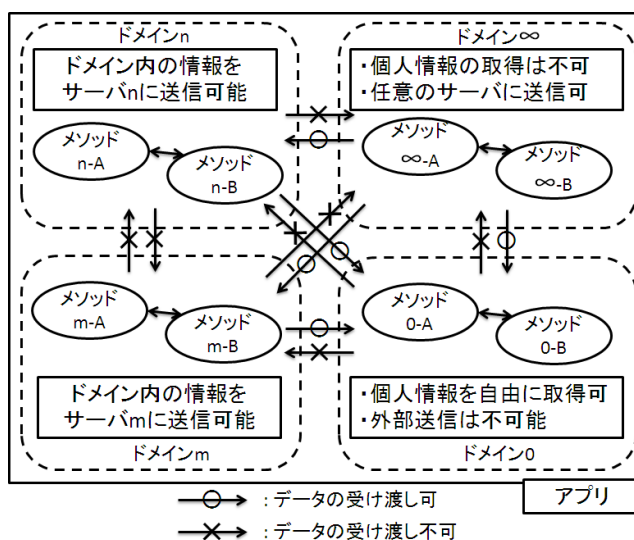 ドメインn
ドメイン∞
ドメイン内の情報を
サーバnに送信可能
・個人情報の取得は不可
・任意のサーバに送信可
メソッド
n-A
メソッド
n-B
メソッド
∞-A
メソッド
∞-B
メソッド
m-A
メソッド
m-B
メソッド
0-A
メソッド
0-B
ドメイン内の情報を
サーバmに送信可能
・個人情報を自由に取得可
・外部送信は不可能
ドメインm
ドメイン0
：データの受け渡し可
アプリ
：データの受け渡し不可